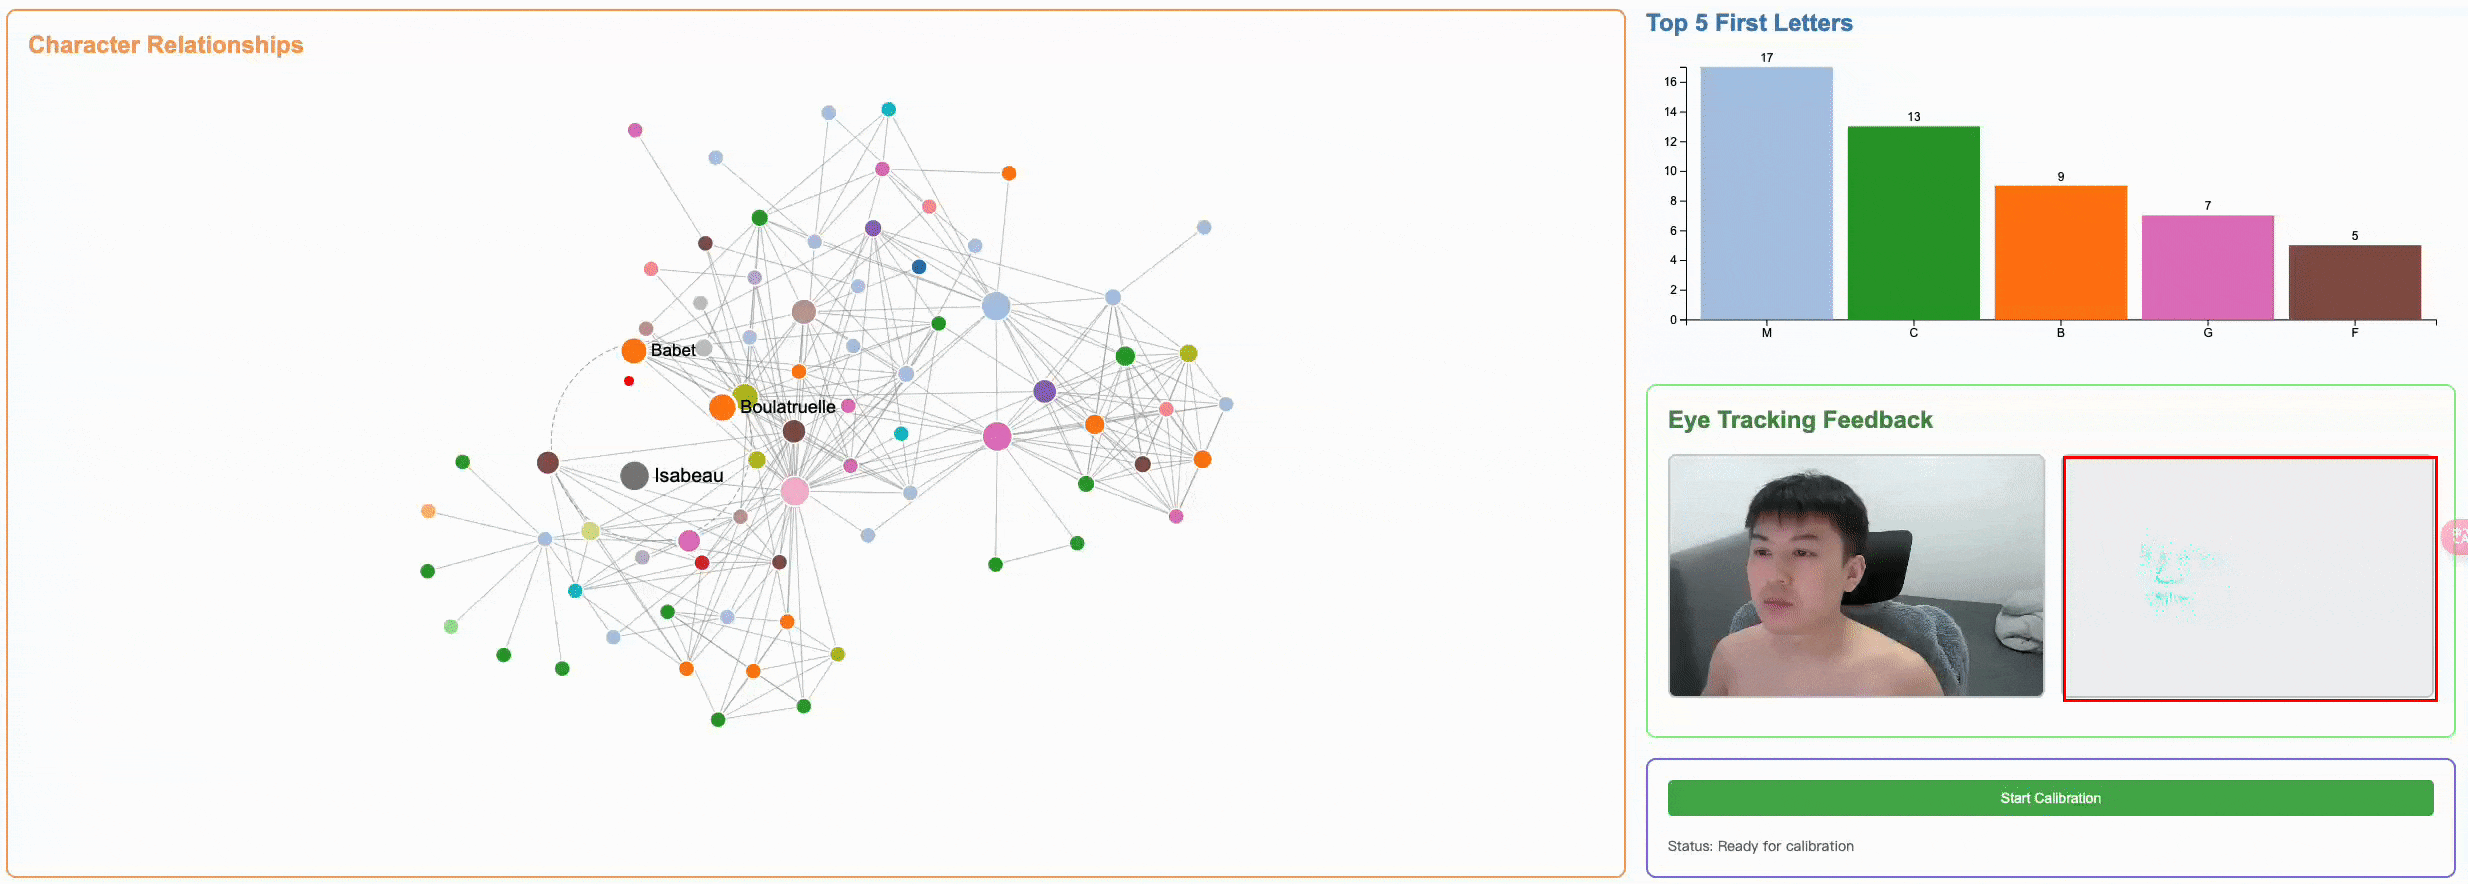 Character Relationships
Babet
Boulatruelle
Isabeau
Top 5 First Letters
17
13
9
7
5
16
14
12
10
8
6
4
2
0
M C B G F
Eye Tracking Feedback
Start Calibration
Status: Ready for calibration